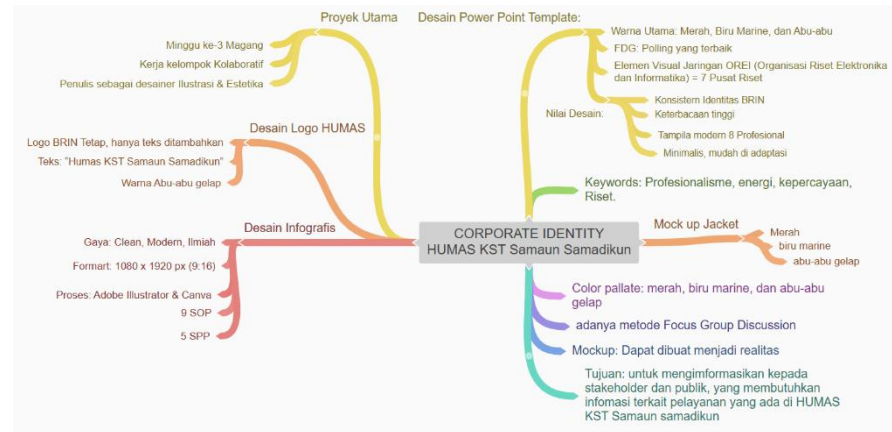 Proyek Utama
Minggu ke-3 Magang
Kerja kelompok Kolaboratif
Penulis sebagai desainer Ilustrasi & Estetika
Desain Logo HUMAS
Logo BRIN Tetap, hanya teks ditambahkan
Teks: "Humas KST Samaun Samadikun"
Warna Abu-abu gelap
Desain Infografis
Gaya: Clean, Modern, Ilmiah
Formart: 1080 x 1920 px (9:16)
Proses: Adobe Illustrator & Canva
9 SOP
5 SPP
CORPORATE IDENTITY
HUMAS KST Samaun Samadikun
Desain Power Point Template:
Warna Utama: Merah, Biru Marine, dan Abu-abu
FDG: Polling yang terbaik
Elemen Visual Jaringan OREI (Organisasi Riset Elektronika
dan Informatika) = 7 Pusat Riset
Nilai Desain:
Konsistem Identitas BRIN
Keterbacaan tinggi
Tampila modern 8 Profesional
Minimalis, mudah di adaptasi
Keywords: Profesionalisme, energi, kepercayaan,
Riset.
Mock up Jacket
Merah
biru marine
abu-abu gelap
Color pallate: merah, biru marine, dan abu-abu
gelap
adanya metode Focus Group Discussion
Mockup: Dapat dibuat menjadi realitas
Tujuan: untuk mengimformasikan kepada
stakeholder dan publik, yang membutuhkan
infomasi terkait pelayanan yang ada di HUMAS
KST Samaun samadikun